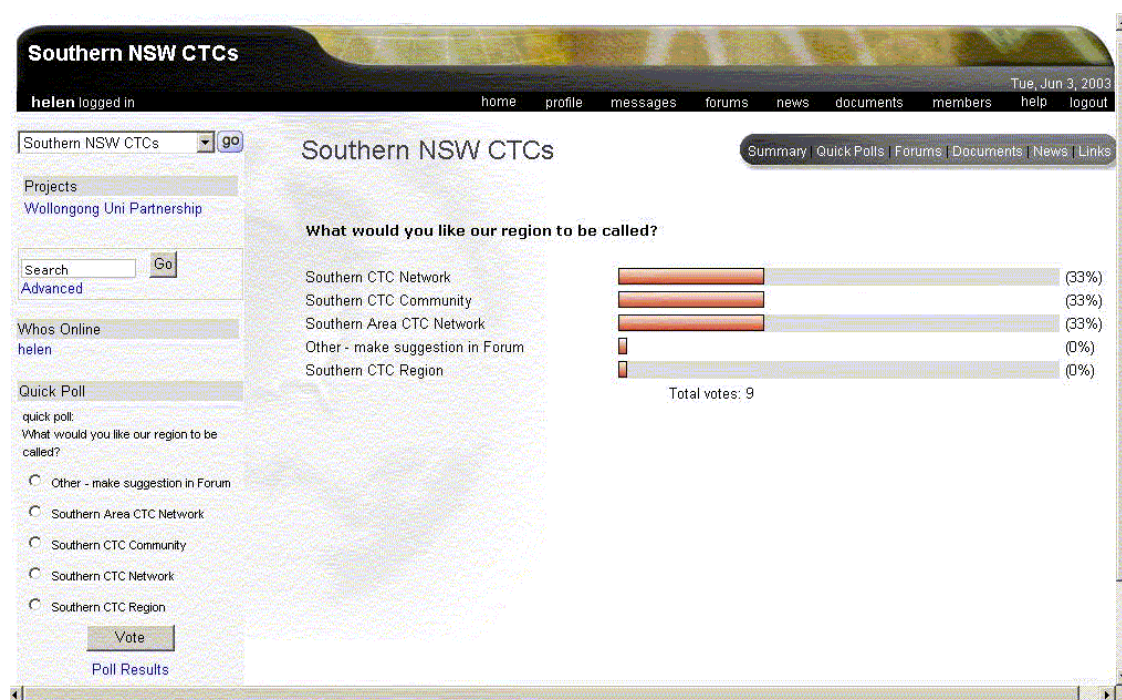 Southern NSW CTCs
Tue, Jun 3, 2003
helen logged in
home profile messages forums news documents members help logout
Southern NSW CTCs go
Projects
Wollongong Uni Partnership
Search Go
Advanced
Whos Online
helen
Quick Poll
quick poll:
What would you like our region to be
called?
Other - make suggestion in Forum
Southern Area CTC Network
Southern CTC Community
Southern CTC Network
Southern CTC Region
Vote
Poll Results
Southern NSW CTCs
Summary | Quick Polls | Forums | Documents | News | Links
What would you like our region to be called?
Southern CTC Network (33%)
Southern CTC Community (33%)
Southern Area CTC Network (33%)
Other - make suggestion in Forum (0%)
Southern CTC Region (0%)
Total votes: 9